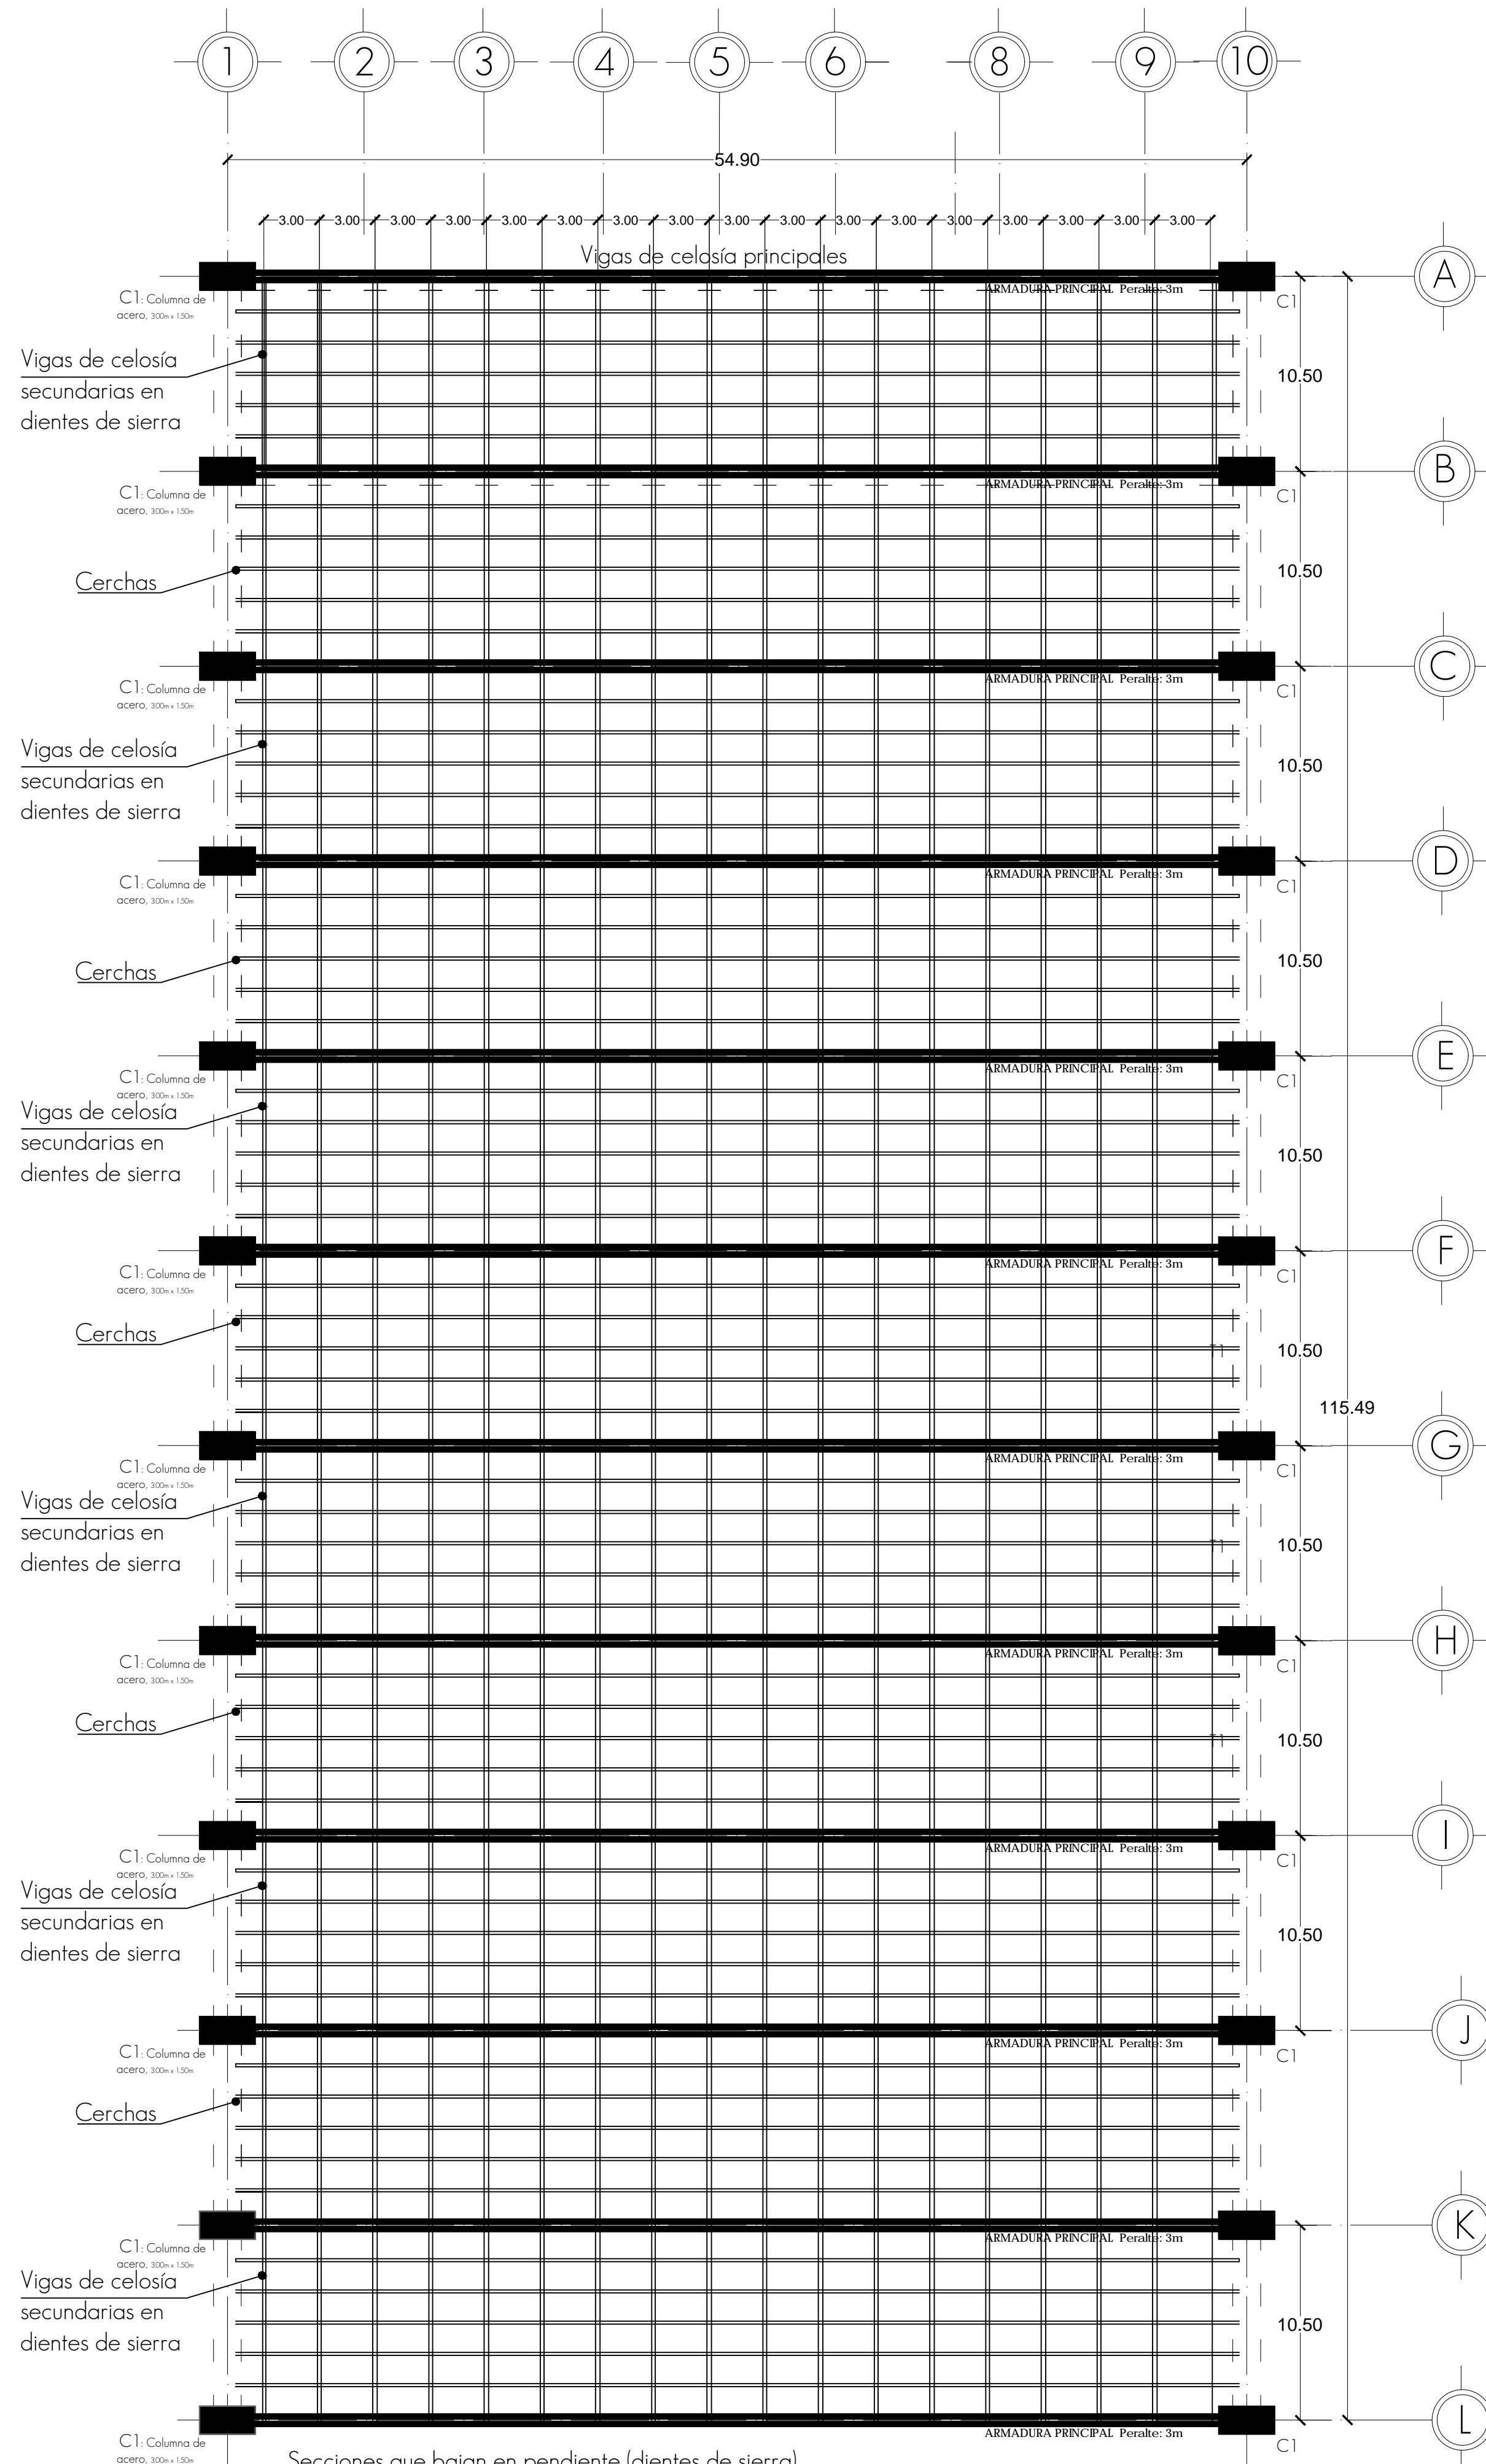 1 2 3 4 5 6 8 9 10
54.90
3.00 3.00 3.00 3.00 3.00 3.00 3.00 3.00 3.00 3.00 3.00 3.00 3.00 3.00 3.00 3.00 3.00
Vigas de celosía principales
A
ARMADURA PRINCIPAL Peralte: 3m
C1: Columna de
acero, 3.00m x 1.50m
C1
Vigas de celosía
secundarias en
dientes de sierra
10.50
B
ARMADURA PRINCIPAL Peralte: 3m
C1: Columna de
acero, 3.00m x 1.50m
C1
Cerchas
10.50
C
ARMADURA PRINCIPAL Peralte: 3m
C1: Columna de
acero, 3.00m x 1.50m
C1
Vigas de celosía
secundarias en
dientes de sierra
10.50
D
ARMADURA PRINCIPAL Peralte: 3m
C1: Columna de
acero, 3.00m x 1.50m
C1
Cerchas
10.50
E
ARMADURA PRINCIPAL Peralte: 3m
C1: Columna de
acero, 3.00m x 1.50m
C1
Vigas de celosía
secundarias en
dientes de sierra
10.50
F
ARMADURA PRINCIPAL Peralte: 3m
C1: Columna de
acero, 3.00m x 1.50m
C1
Cerchas
10.50
115.49
G
ARMADURA PRINCIPAL Peralte: 3m
C1: Columna de
acero, 3.00m x 1.50m
C1
Vigas de celosía
secundarias en
dientes de sierra
10.50
H
ARMADURA PRINCIPAL Peralte: 3m
C1: Columna de
acero, 3.00m x 1.50m
C1
Cerchas
10.50
I
ARMADURA PRINCIPAL Peralte: 3m
C1: Columna de
acero, 3.00m x 1.50m
C1
Vigas de celosía
secundarias en
dientes de sierra
10.50
J
ARMADURA PRINCIPAL Peralte: 3m
C1: Columna de
acero, 3.00m x 1.50m
C1
Cerchas
K
ARMADURA PRINCIPAL Peralte: 3m
C1: Columna de
acero, 3.00m x 1.50m
Vigas de celosía
secundarias en
dientes de sierra
10.50
L
ARMADURA PRINCIPAL Peralte: 3m
C1: Columna de
acero, 3.00m x 1.50m
C1
Secciones que bajan en pendiente (dientes de sierra)